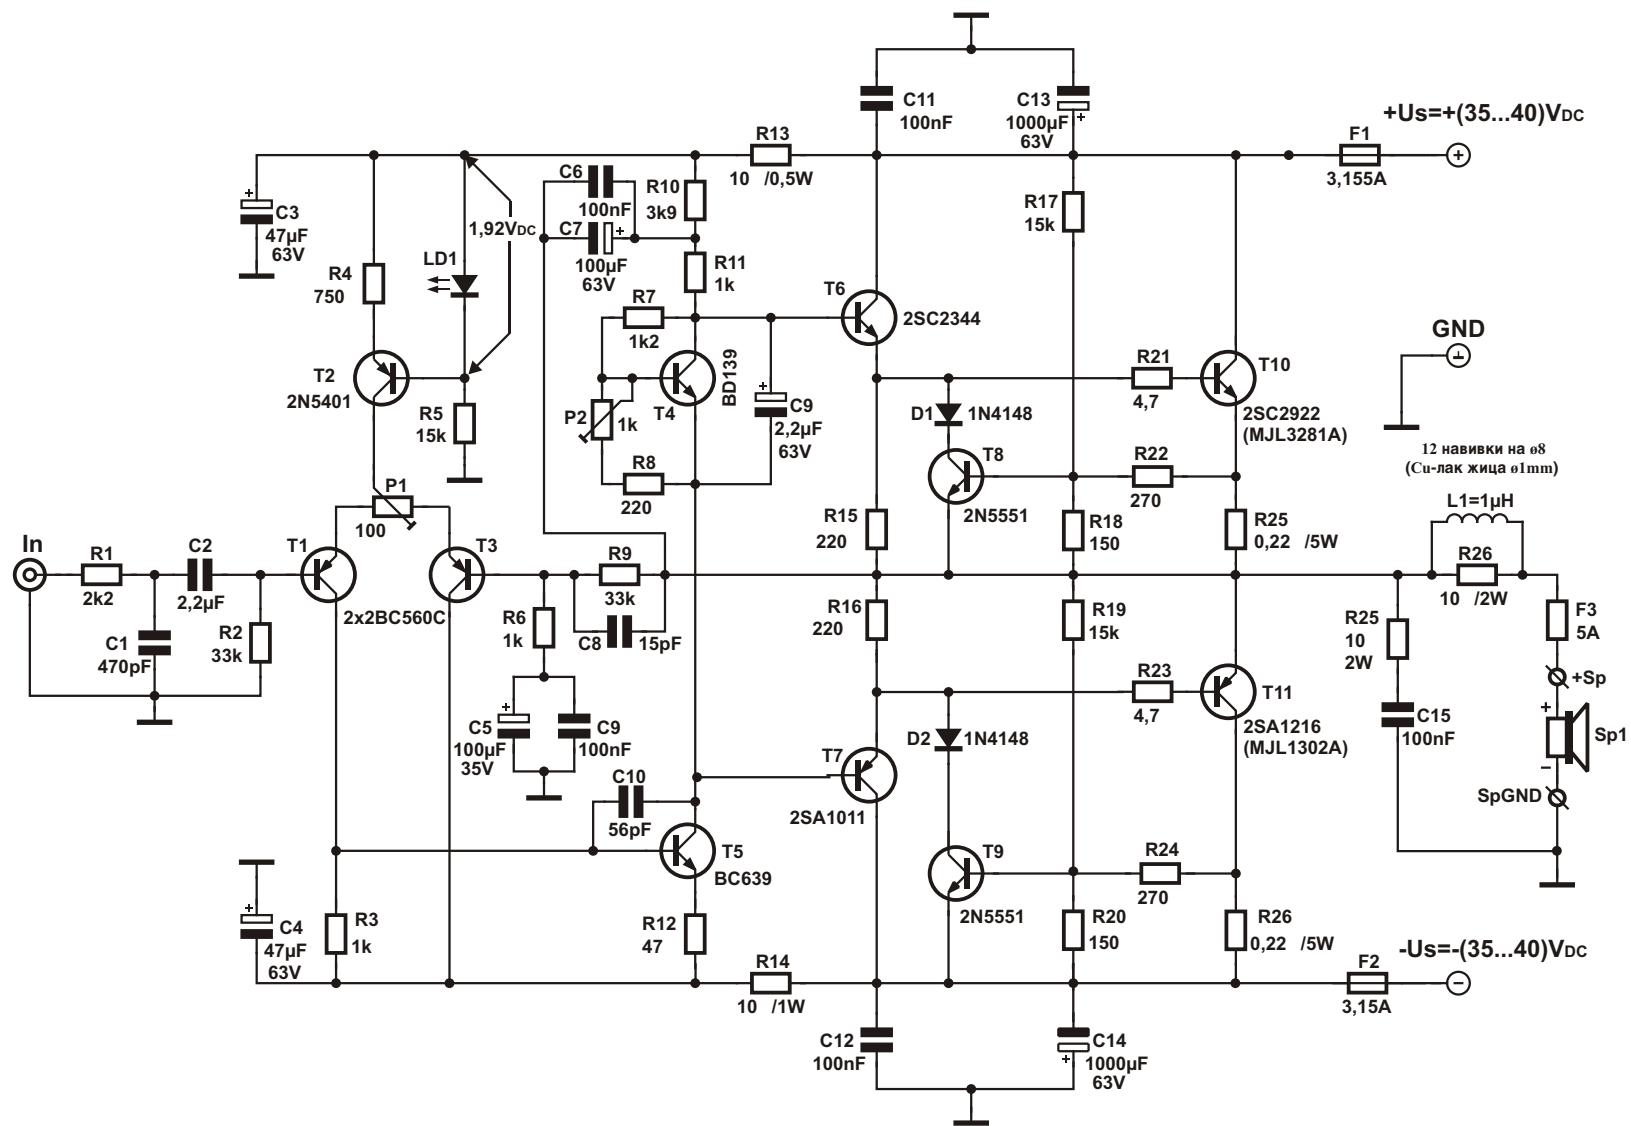 C11
100nF
C13
1000µF
63V
+
+Us=+(35...40)VDC
F1
3,155A
+
R13
10 /0,5W
+
C3
47µF
63V
C6
100nF
C7
+
100µF
63V
R10
3k9
1,92VDC
R17
15k
LD1
R4
750
R11
1k
T6
2SC2344
R7
1k2
GND
T2
2N5401
R5
15k
P2
1k
T4
BD139
+
C9
2,2µF
63V
R21
4,7
T10
2SC2922
(MJL3281A)
D1
1N4148
R8
220
T8
2N5551
R22
270
12 навивки на ø8
(Cu-лак жица ø1mm)
L1=1µH
P1
100
R15
220
R18
150
R25
0,22 /5W
In
R1
2k2
C2
2,2µF
T1
T3
2x2BC560C
R9
33k
R26
10 /2W
C1
470pF
R2
33k
R6
1k
C8
15pF
R16
220
R19
15k
R25
10
2W
F3
5A
+Sp
R23
4,7
T11
2SA1216
(MJL1302A)
+
C5
100µF
35V
C9
100nF
D2
1N4148
C15
100nF
+
Sp1
−
SpGND
T7
2SA1011
C10
56pF
T5
BC639
T9
2N5551
R24
270
+
C4
47µF
63V
R3
1k
R12
47
R20
150
R26
0,22 /5W
-Us=-(35...40)VDC
R14
10 /1W
F2
3,15A
−
C12
100nF
C14
+
1000µF
63V